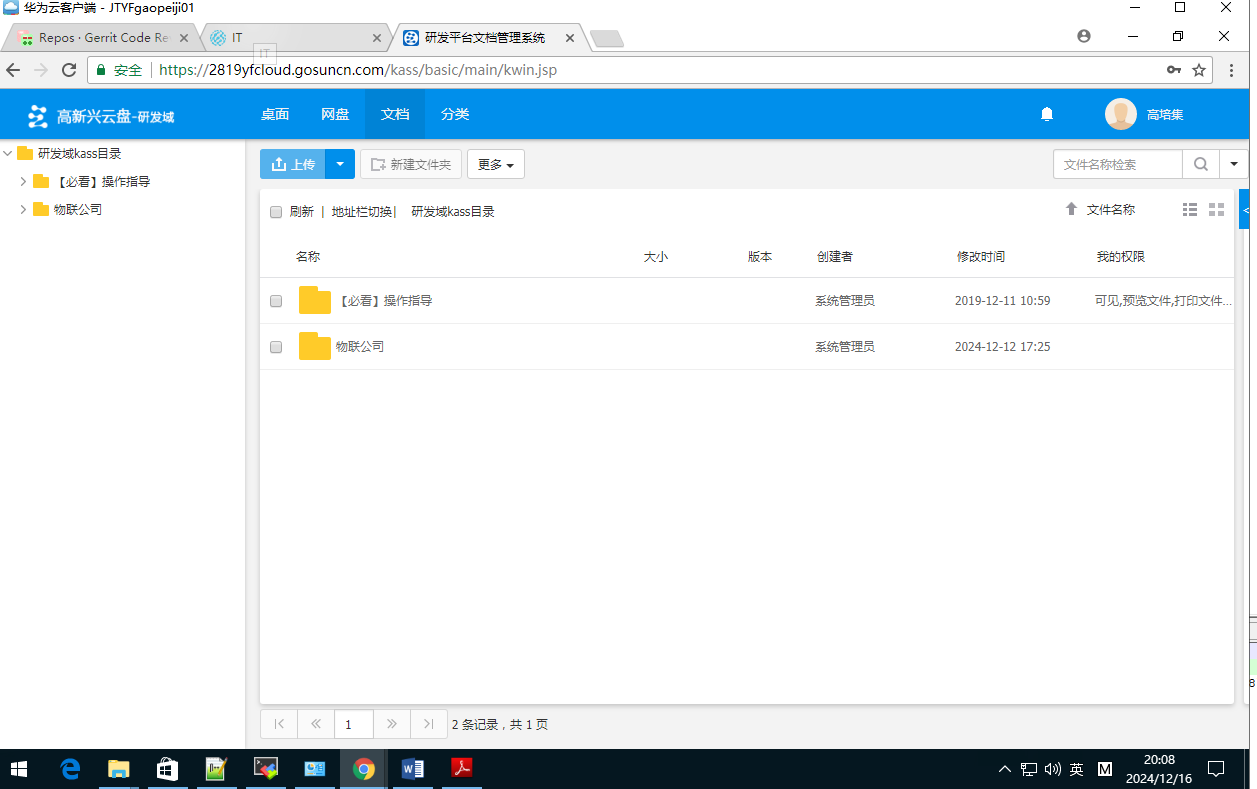 华为云客户端 - JTYFgaopeiji01
Repos · Gerrit Code Re
IT
研发平台文档管理系统
IT
安全
https://2819yfcloud.gosuncn.com/kass/basic/main/kwin.jsp
高新兴云盘-研发域
桌面
网盘
文档
分类
高培集
研发域kass目录
【必看】操作指导
物联公司
上传
新建文件夹
更多
文件名称检索
刷新 | 地址栏切换| 研发域kass目录
文件名称
名称 大小 版本 创建者 修改时间 我的权限
【必看】操作指导 系统管理员 2019-12-11 10:59 可见,预览文件,打印文件...
物联公司 系统管理员 2024-12-12 17:25
1
2 条记录，共 1 页
8
英
M
20:08
2024/12/16